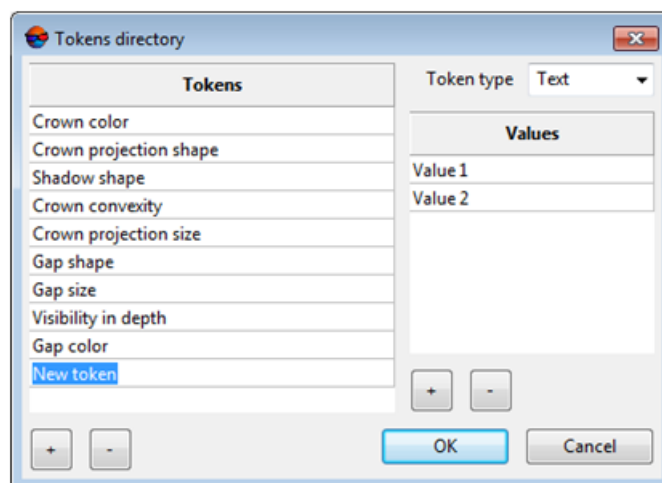 Tokens directory
Tokens
Crown color
Crown projection shape
Shadow shape
Crown convexity
Crown projection size
Gap shape
Gap size
Visibility in depth
Gap color
New token
+ -
Token type Text
Values
Value 1
Value 2
+ -
OK Cancel